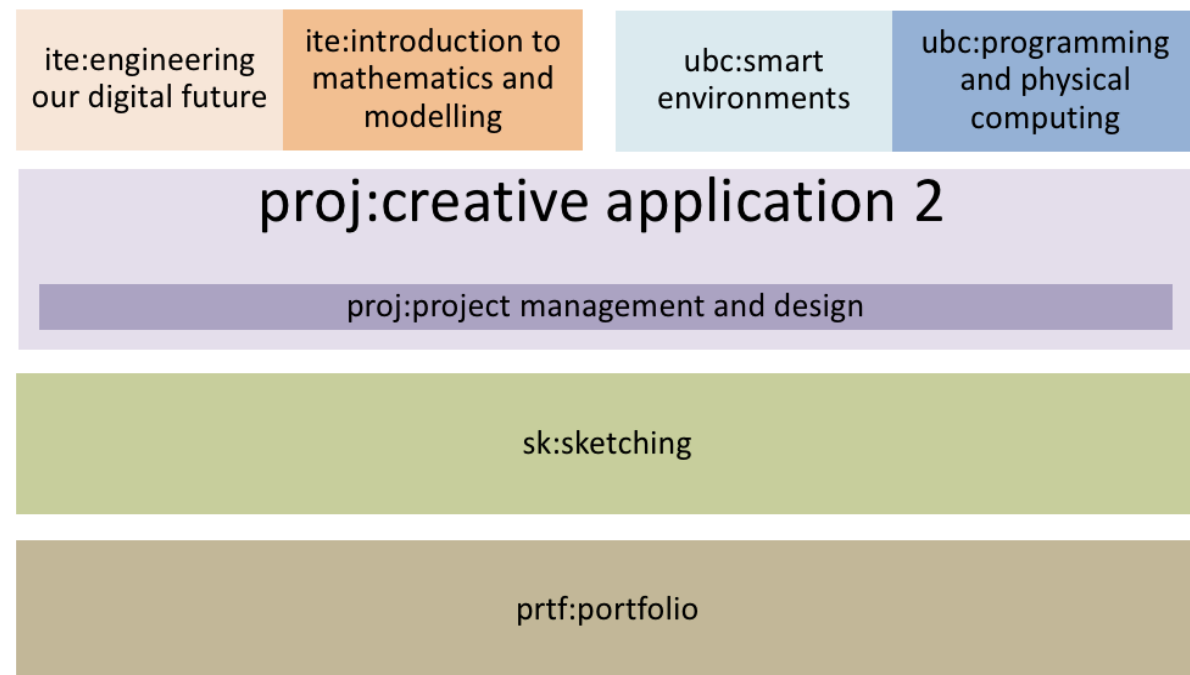 ite:engineering
our digital future
ite:introduction to
mathematics and
modelling
ubc:smart
environments
ubc:programming
and physical
computing
proj:creative application 2
proj:project management and design
sk:sketching
prtf:portfolio